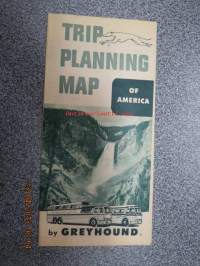 TRIP
PLANNING
MAP
OF
AMERICA
by GREYHOUND